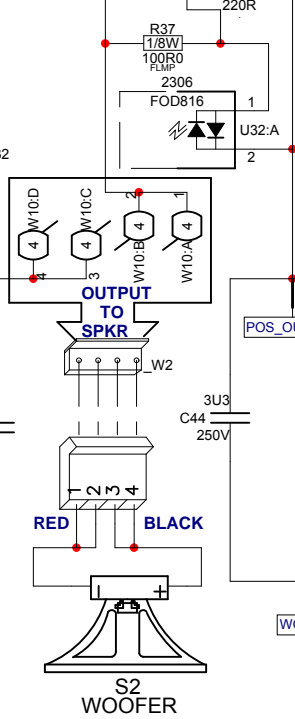 220R
R37
1/8W
100R0
FLMP
2306
FOD816
1
U32:A
2
W10:D
4
4
W10:C
4
3
W10:B
4
2
W10:A
4
1
OUTPUT
TO
SPKR
_W2
POS_OU
3U3
C44
250V
1
2
3
4
RED
BLACK
+
S2
WOOFER
WO